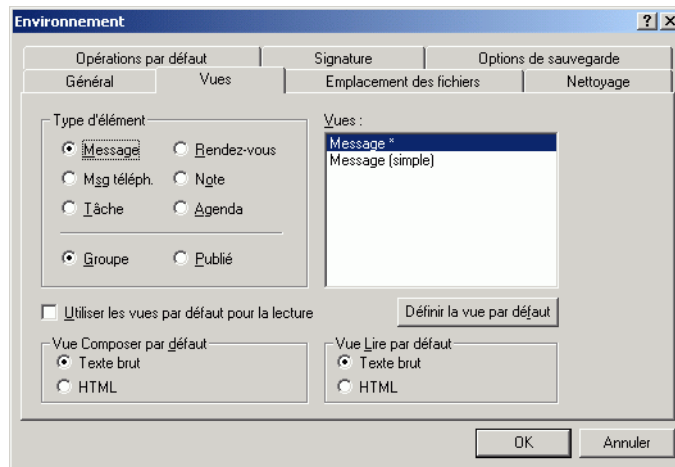 Environnement
Opérations par défaut
Signature
Options de sauvegarde
Général
Vues
Emplacement des fichiers
Nettoyage
Type d'élément
Message
Rendez-vous
Msg téléph.
Note
Tâche
Agenda
Groupe
Publié
Vues :
Message *
Message (simple)
Utiliser les vues par défaut pour la lecture
Définir la vue par défaut
Vue Composer par défaut
Texte brut
HTML
Vue Lire par défaut
Texte brut
HTML
OK
Annuler